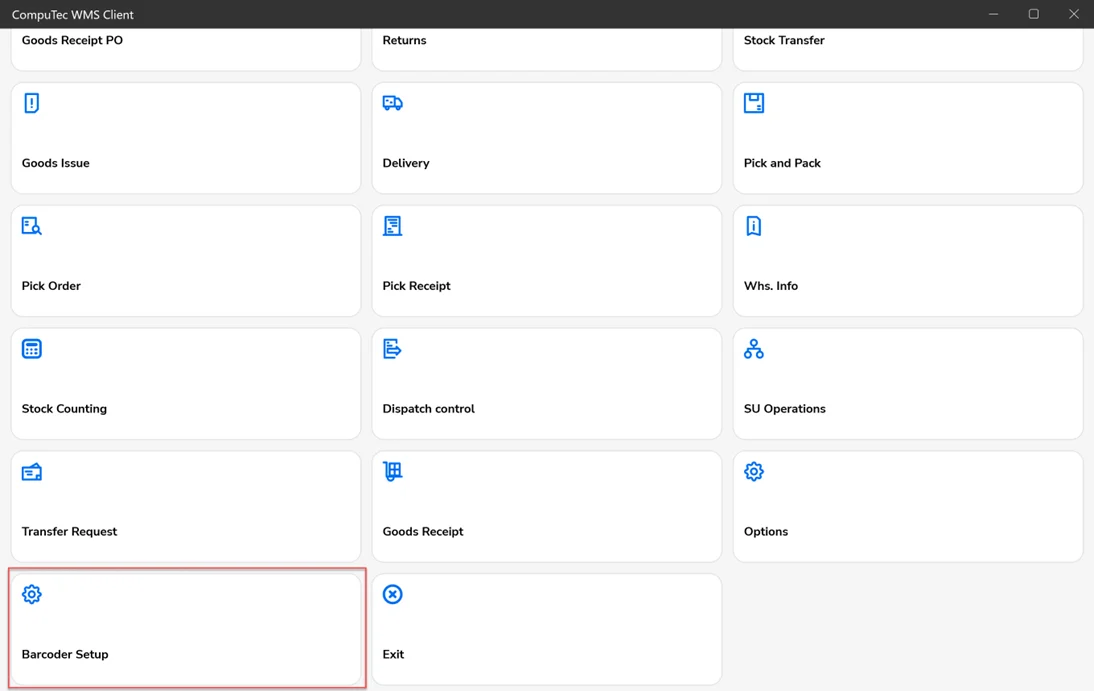 CompuTec WMS Client
Goods Receipt PO
Returns
Stock Transfer
Goods Issue
Delivery
Pick and Pack
Pick Order
Pick Receipt
Whs. Info
Stock Counting
Dispatch control
SU Operations
Transfer Request
Goods Receipt
Options
Barcoder Setup
Exit